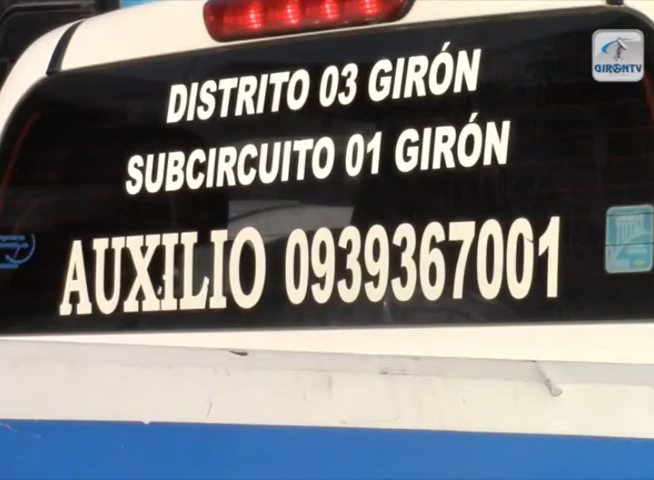 DISTRITO 03 GIRÓN
SUBCIRCUITO 01 GIRÓN
AUXILIO 0939367001
GIRONTV